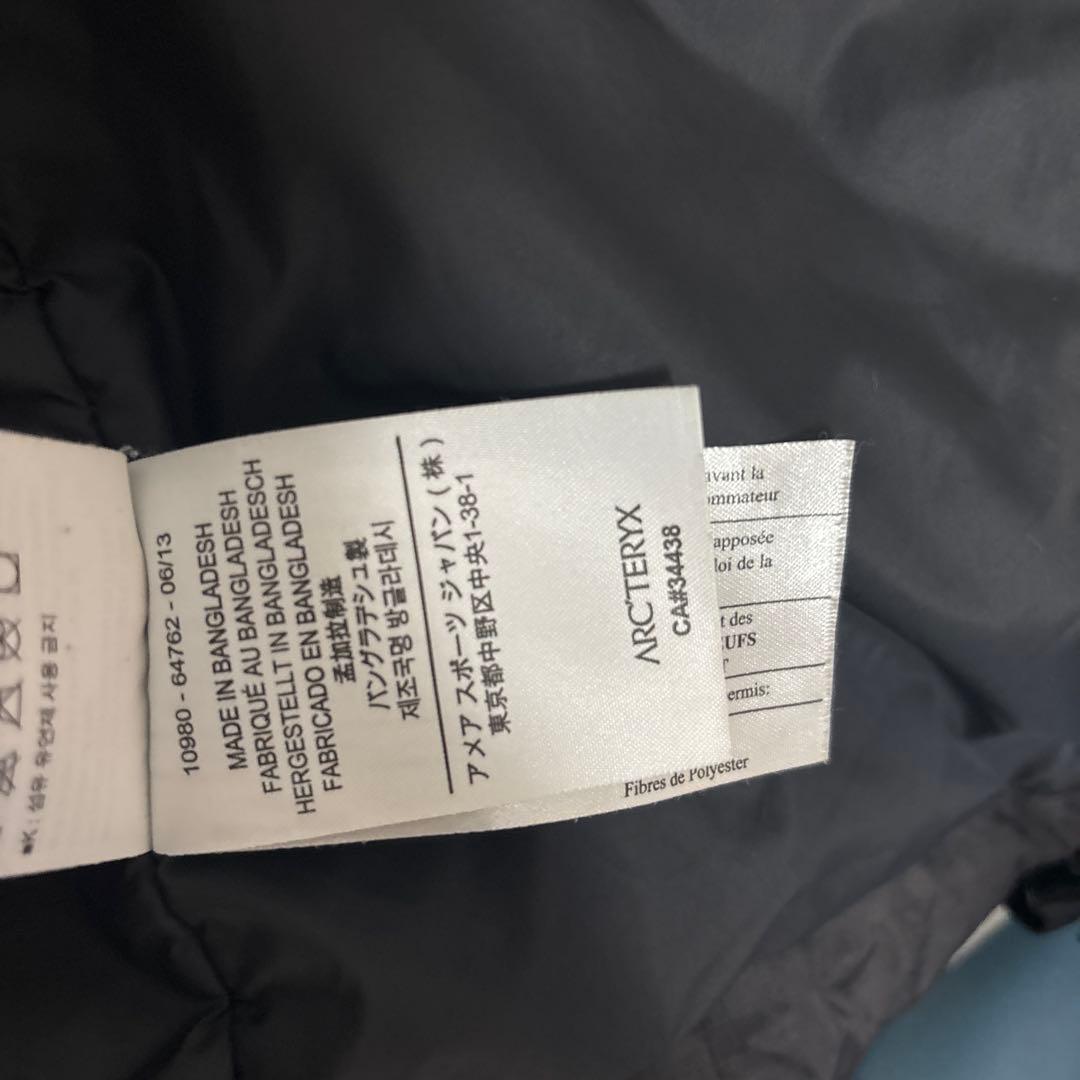 10980 - 64762 - 06/13
MADE IN BANGLADESH
FABRIQUÉ AU BANGLADESH
FABRIQUÉ IN BANGLADESCH
HERGESTELLT IN BANGLADESCH
FABRICADO EN BANGLADESH
孟加拉制造
バングラデシュ製
제조국명 방글라데시
アメア スポーツ ジャパン (株)
東京都中野区中央1-38-1
ARC'TERYX
CA#34438
avant la
ommateur
apposée
loi de la
t des
ŒUFS
ermis:
Fibres de Polyester
*K: 섬유 유연제 사용 금지